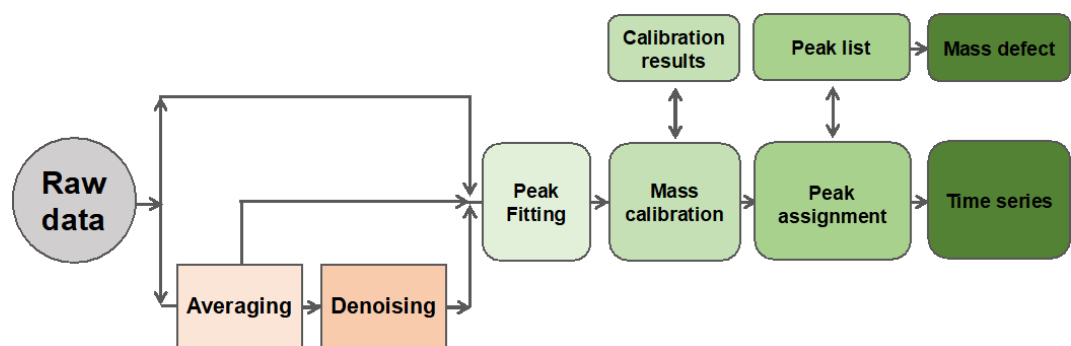 Raw
data
Averaging
Denoising
Peak
Fitting
Mass
calibration
Calibration
results
Peak
assignment
Peak list
Mass defect
Time series